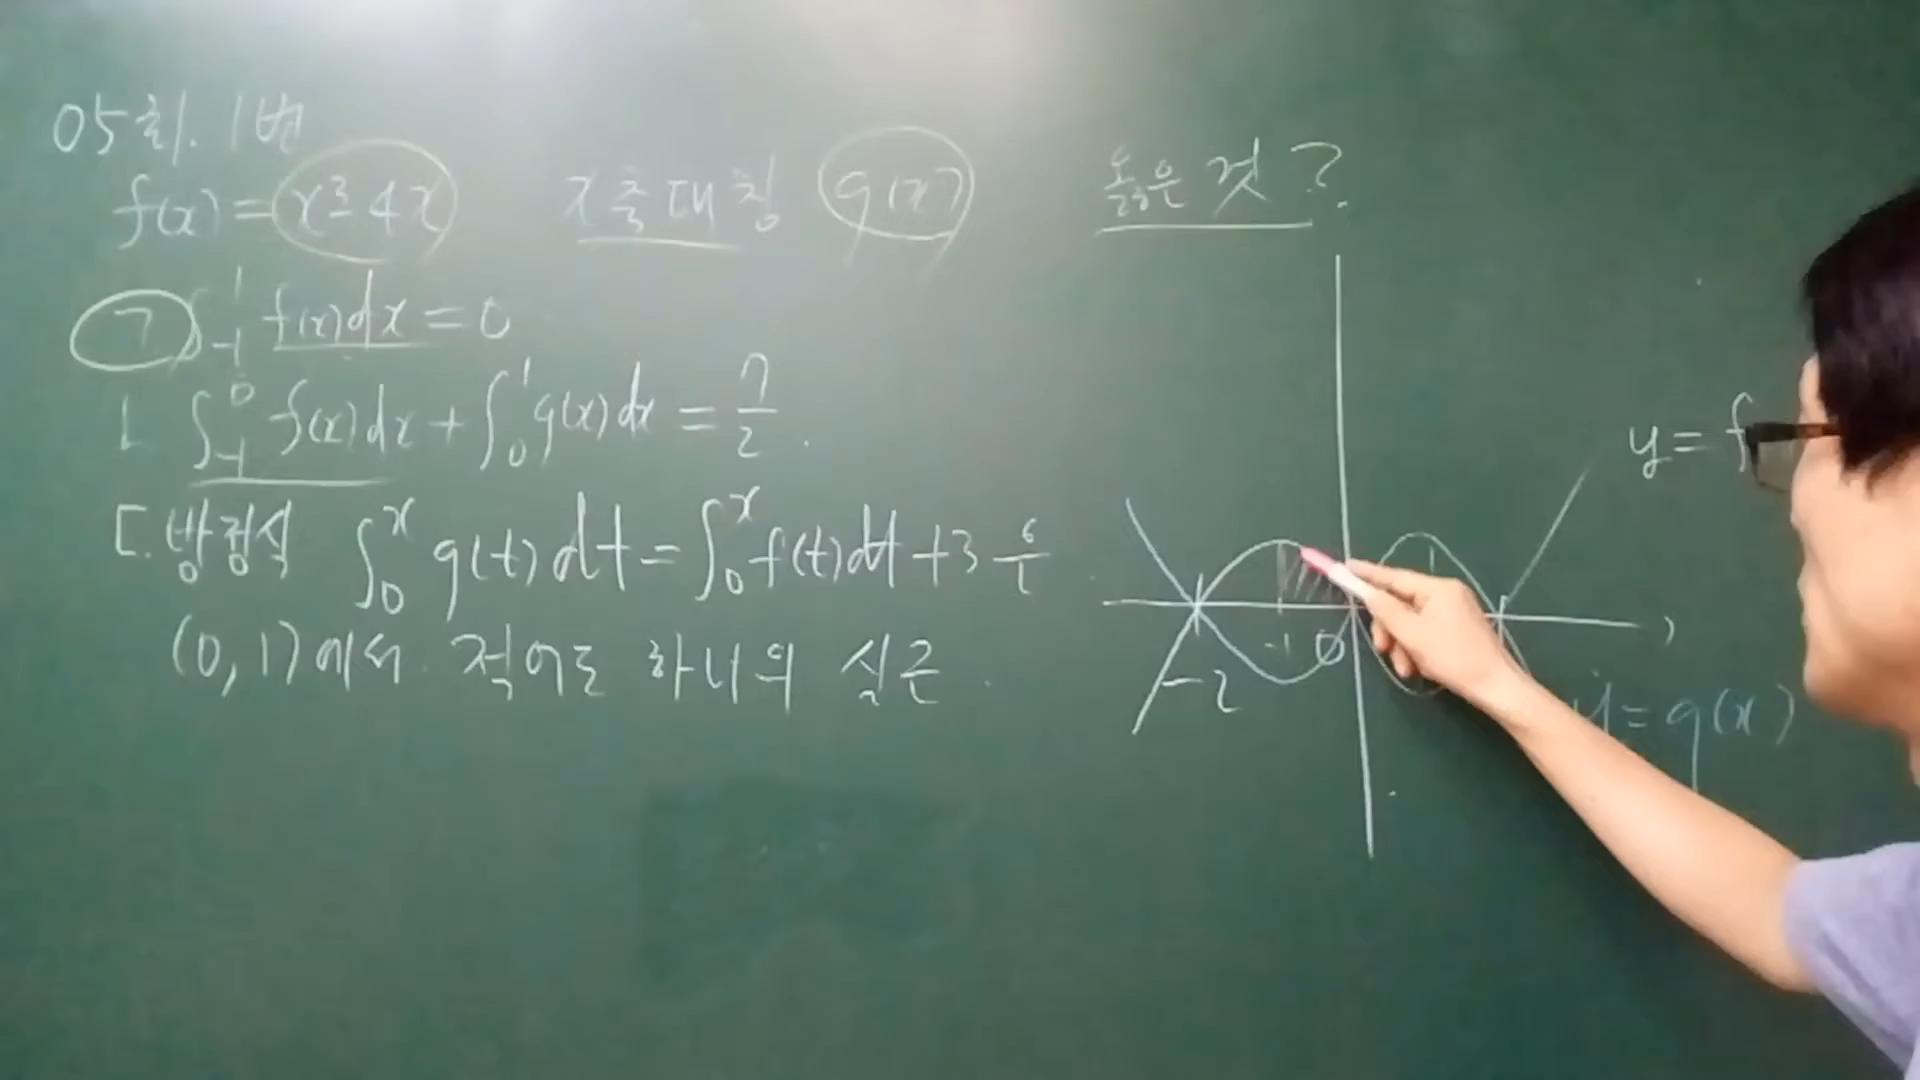 05회. 1번
f(x) = x³-4x   x축대칭 g(x)   옳은 것?
ㄱ ∫₋₁¹ f(x)dx = 0
ㄴ ∫₋₁⁰ f(x)dx + ∫₀¹ g(x)dx = 7/2 .
ㄷ. 방정식 ∫₀ˣ g(t)dt = ∫₀ˣ f(t)dt + 3
(0,1)에서 적어도 하나의 실근 .
y = f
-2 -1 0 1
y = g(x)